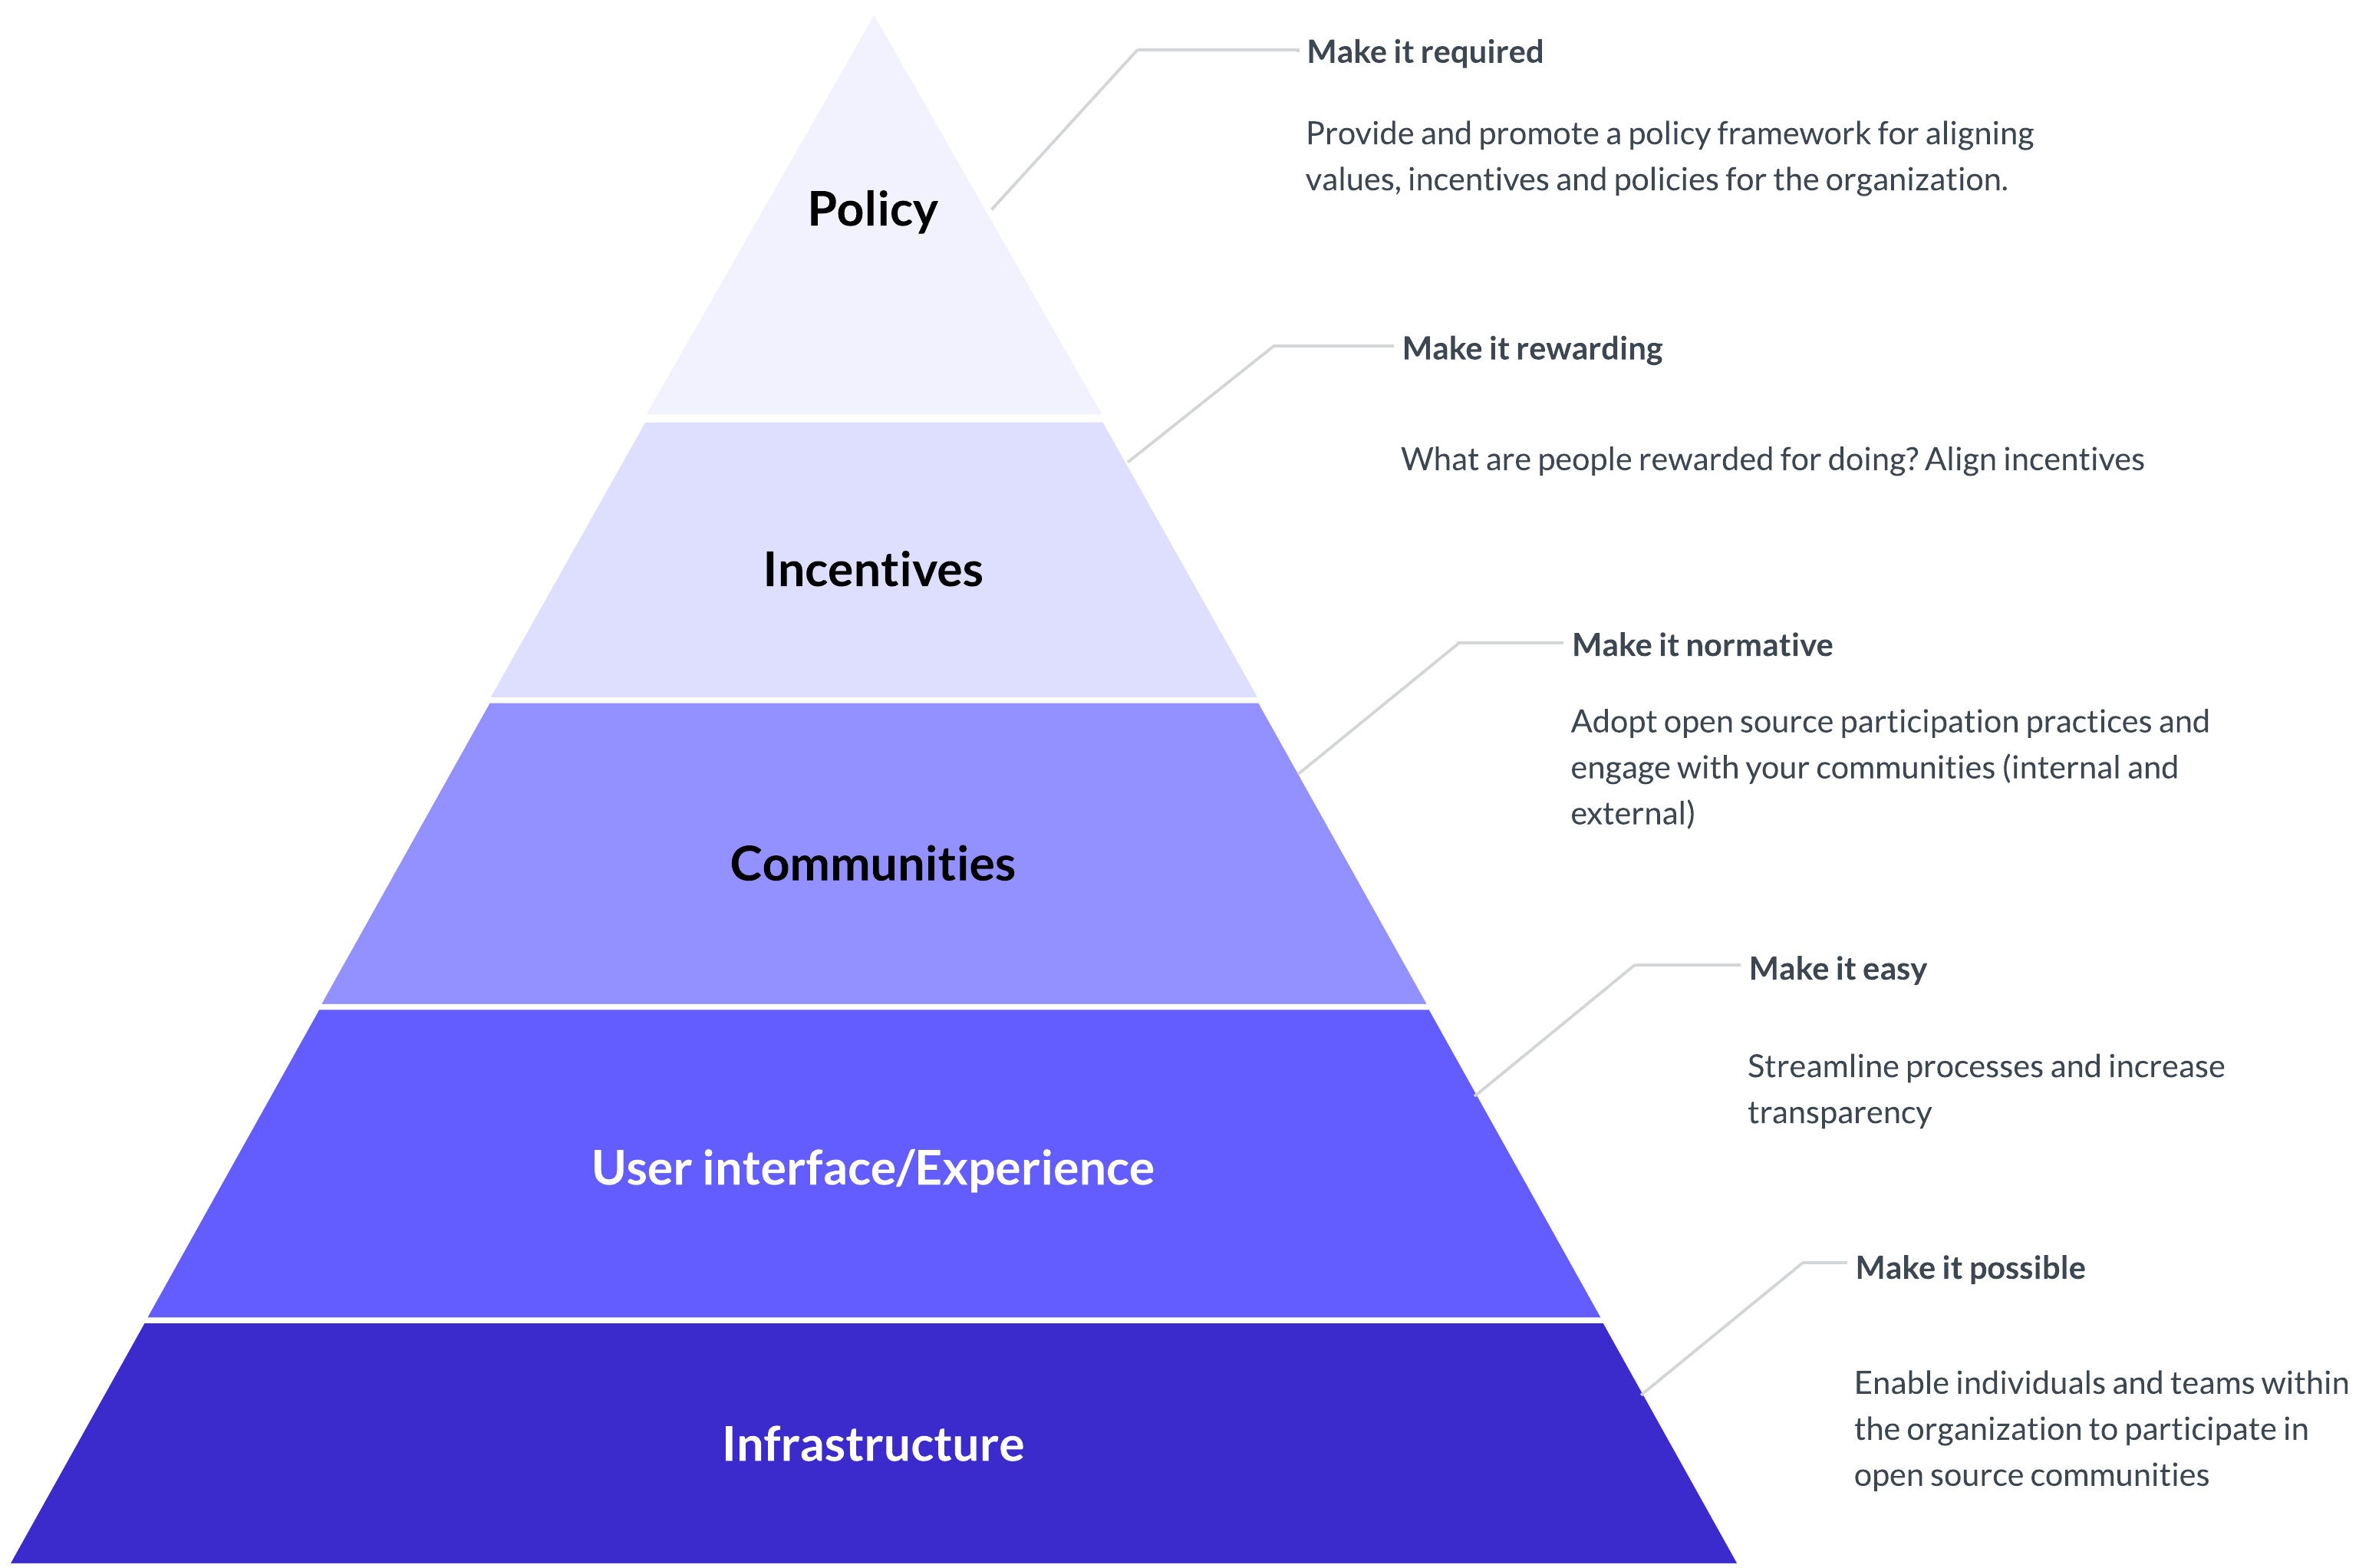 Make it required
Provide and promote a policy framework for aligning
values, incentives and policies for the organization.
Policy
Make it rewarding
What are people rewarded for doing? Align incentives
Incentives
Make it normative
Adopt open source participation practices and
engage with your communities (internal and
external)
Communities
Make it easy
Streamline processes and increase
transparency
User interface/Experience
Make it possible
Enable individuals and teams within
the organization to participate in
open source communities
Infrastructure